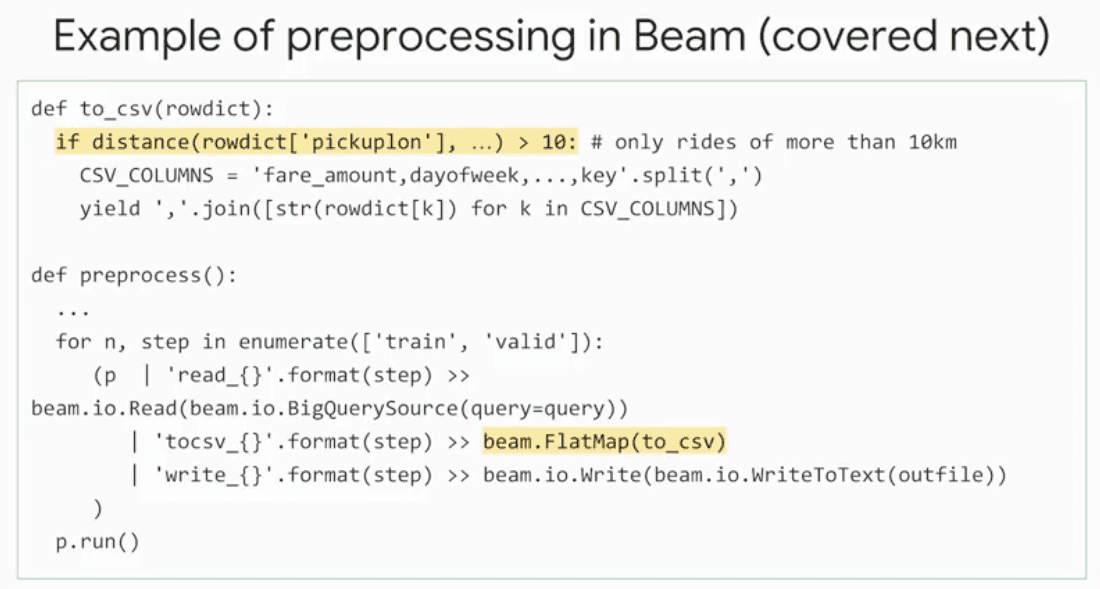 Example of preprocessing in Beam (covered next)
def to_csv(rowdict):
  if distance(rowdict['pickuplon'], …) > 10: # only rides of more than 10km
    CSV_COLUMNS = 'fare_amount,dayofweek,...,key'.split(',')
    yield ','.join([str(rowdict[k]) for k in CSV_COLUMNS])

def preprocess():
  ...
  for n, step in enumerate(['train', 'valid']):
     (p  | 'read_{}'.format(step) >>
beam.io.Read(beam.io.BigQuerySource(query=query))
        | 'tocsv_{}'.format(step) >> beam.FlatMap(to_csv)
        | 'write_{}'.format(step) >> beam.io.Write(beam.io.WriteToText(outfile))
     )
  p.run()